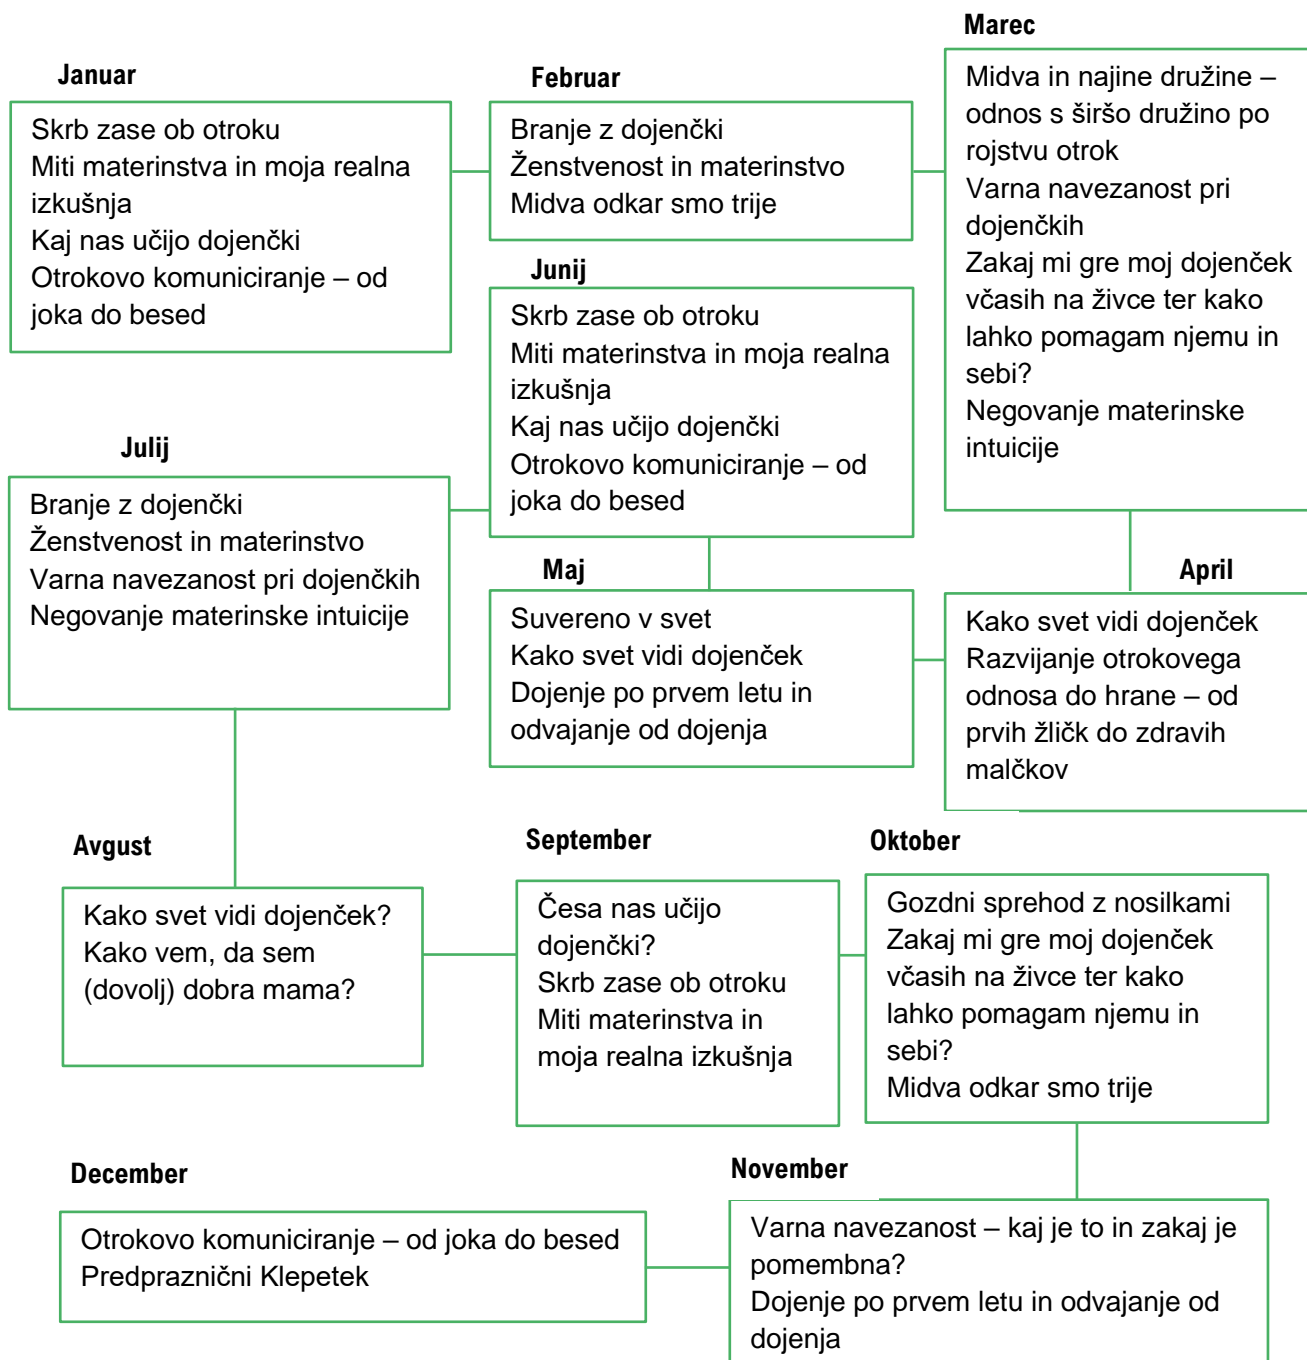 Januar
Skrb zase ob otroku
Miti materinstva in moja realna
izkušnja
Kaj nas učijo dojenčki
Otrokovo komuniciranje – od
joka do besed
Februar
Branje z dojenčki
Ženstvenost in materinstvo
Midva odkar smo trije
Marec
Midva in najine družine –
odnos s širšo družino po
rojstvu otrok
Varna navezanost pri
dojenčkih
Zakaj mi gre moj dojenček
včasih na živce ter kako
lahko pomagam njemu in
sebi?
Negovanje materinske
intuicije
April
Kako svet vidi dojenček
Razvijanje otrokovega
odnosa do hrane – od
prvih žličk do zdravih
malčkov
Maj
Suvereno v svet
Kako svet vidi dojenček
Dojenje po prvem letu in
odvajanje od dojenja
Junij
Skrb zase ob otroku
Miti materinstva in moja realna
izkušnja
Kaj nas učijo dojenčki
Otrokovo komuniciranje – od
joka do besed
Julij
Branje z dojenčki
Ženstvenost in materinstvo
Varna navezanost pri dojenčkih
Negovanje materinske intuicije
Avgust
Kako svet vidi dojenček?
Kako vem, da sem
(dovolj) dobra mama?
September
Česa nas učijo
dojenčki?
Skrb zase ob otroku
Miti materinstva in
moja realna izkušnja
Oktober
Gozdni sprehod z nosilkami
Zakaj mi gre moj dojenček
včasih na živce ter kako
lahko pomagam njemu in
sebi?
Midva odkar smo trije
November
Varna navezanost – kaj je to in zakaj je
pomembna?
Dojenje po prvem letu in odvajanje od
dojenja
December
Otrokovo komuniciranje – od joka do besed
Predpraznični Klepetek